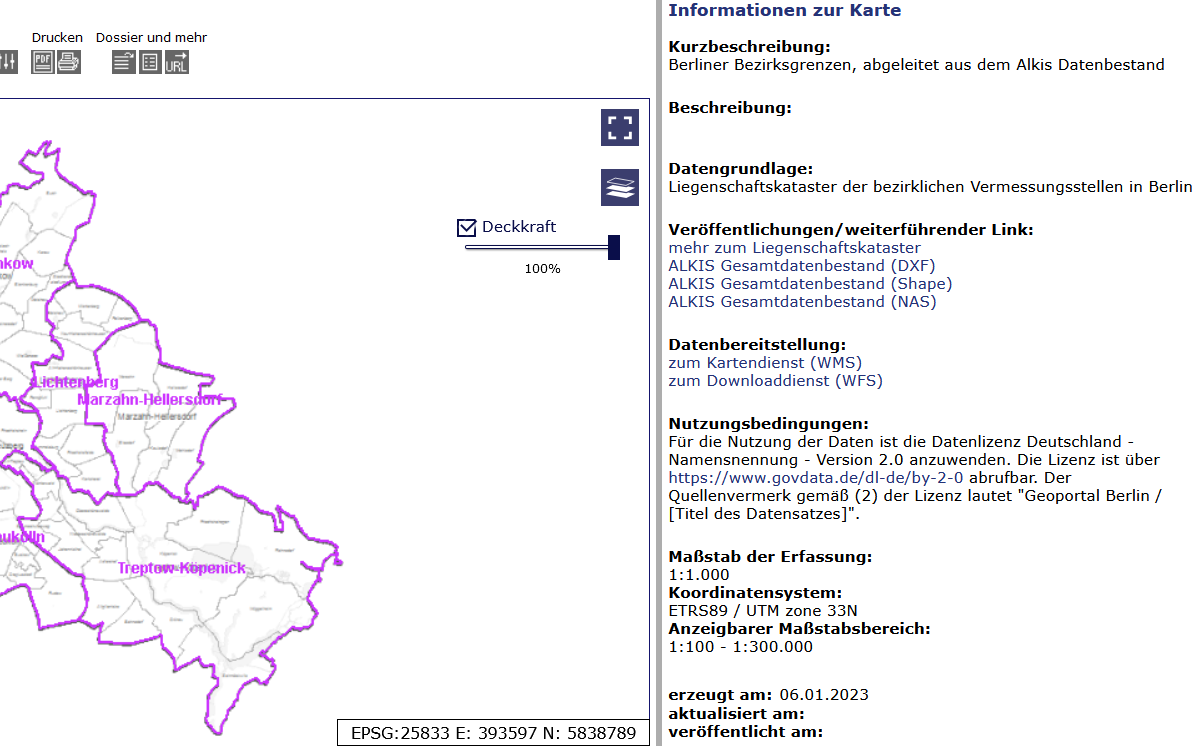 Drucken Dossier und mehr
PDF
URL
Deckkraft
100%
nkow
Lichtenberg
Marzahn-Hellersdorf
Marzahn-Hellersdorf
Treptow-Köpenick
EPSG:25833 E: 393597 N: 5838789
Informationen zur Karte
Kurzbeschreibung:
Berliner Bezirksgrenzen, abgeleitet aus dem Alkis Datenbestand
Beschreibung:
Datengrundlage:
Liegenschaftskataster der bezirklichen Vermessungsstellen in Berlin
Veröffentlichungen/weiterführender Link:
mehr zum Liegenschaftskataster
ALKIS Gesamtdatenbestand (DXF)
ALKIS Gesamtdatenbestand (Shape)
ALKIS Gesamtdatenbestand (NAS)
Datenbereitstellung:
zum Kartendienst (WMS)
zum Downloaddienst (WFS)
Nutzungsbedingungen:
Für die Nutzung der Daten ist die Datenlizenz Deutschland -
Namensnennung - Version 2.0 anzuwenden. Die Lizenz ist über
https://www.govdata.de/dl-de/by-2-0 abrufbar. Der
Quellenvermerk gemäß (2) der Lizenz lautet "Geoportal Berlin /
[Titel des Datensatzes]".
Maßstab der Erfassung:
1:1.000
Koordinatensystem:
ETRS89 / UTM zone 33N
Anzeigbarer Maßstabsbereich:
1:100 - 1:300.000
erzeugt am: 06.01.2023
aktualisiert am:
veröffentlicht am: